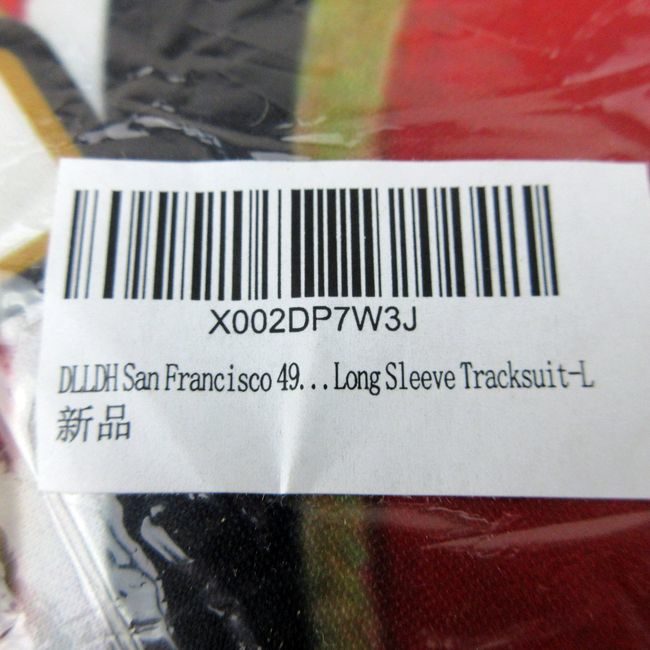 X002DP7W3J
DLLDH San Francisco 49...Long Sleeve Tracksuit-L
新品